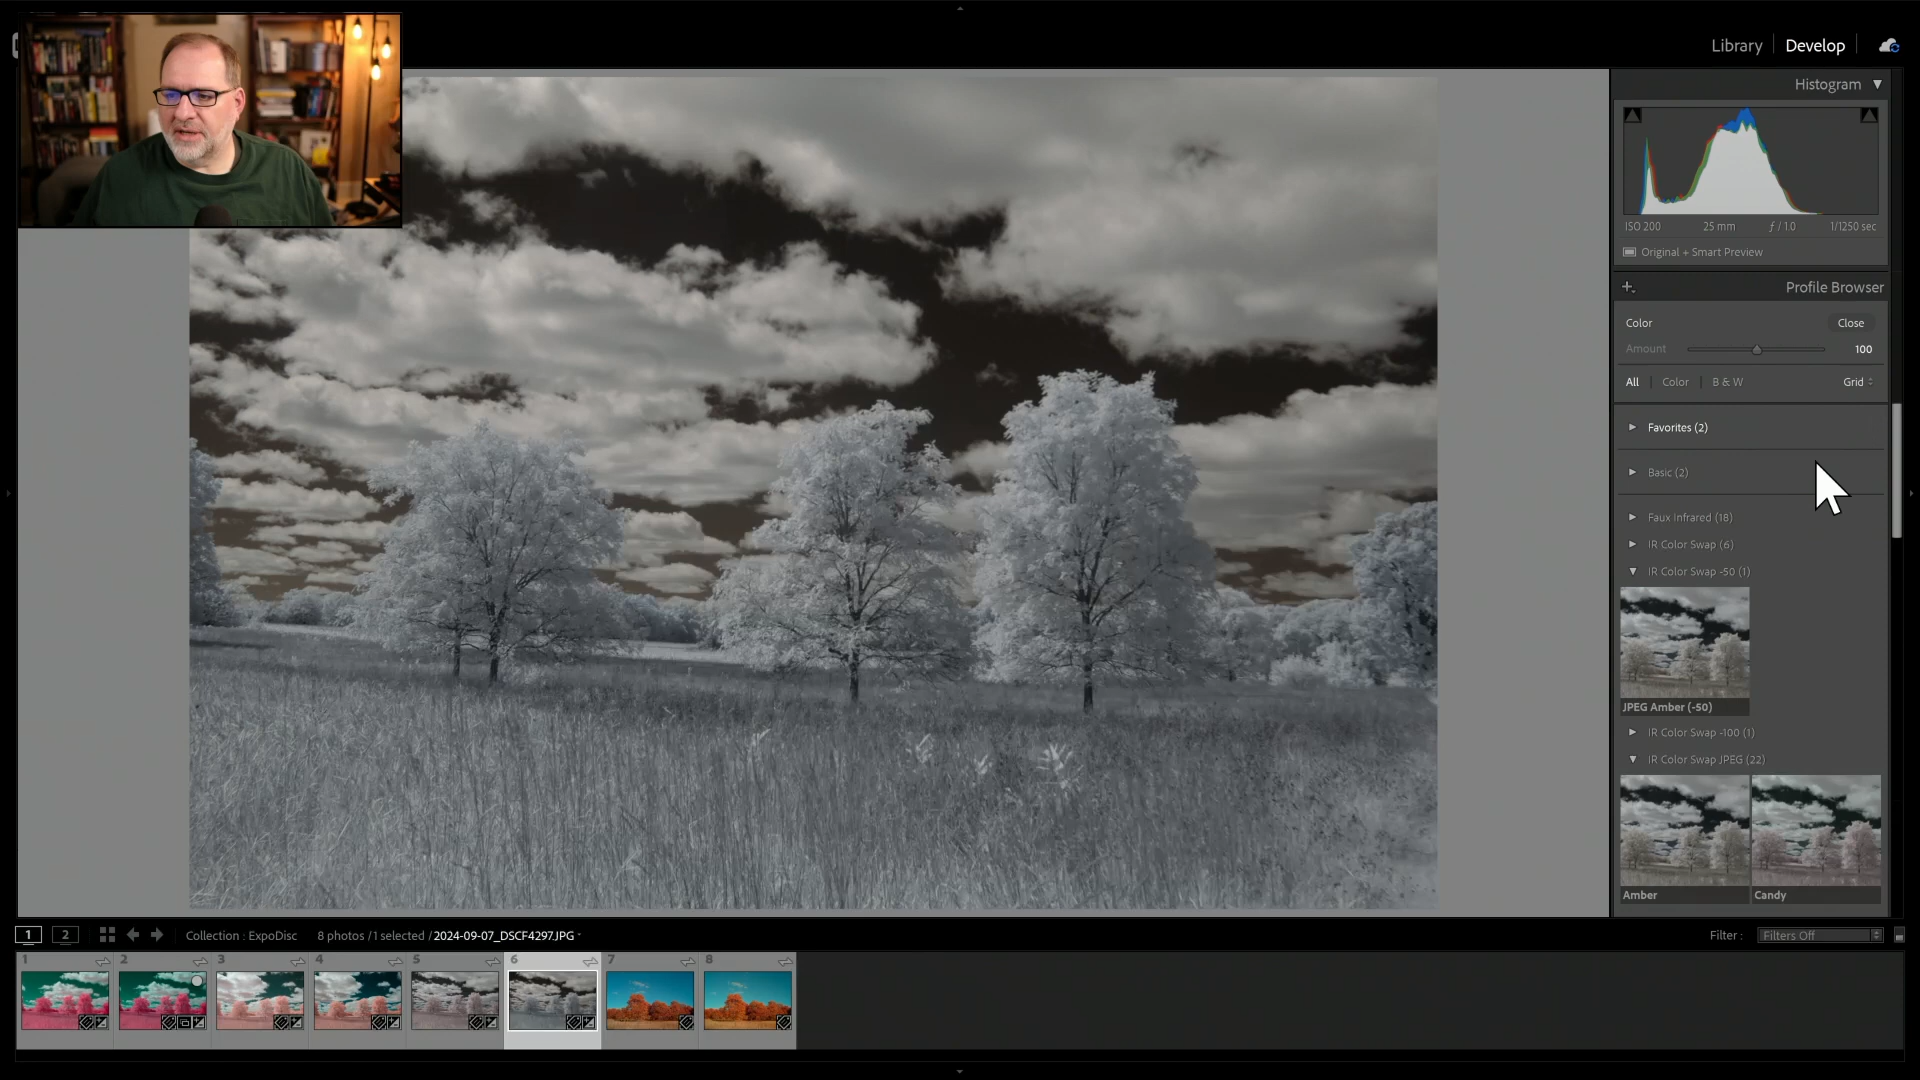 Library Develop
Histogram
ISO 200 25 mm ƒ / 1.0 1/1250 sec
Original + Smart Preview
Profile Browser
Color Close
Amount 100
All Color B & W Grid
Favorites (2)
Basic (2)
Faux Infrared (18)
IR Color Swap (6)
IR Color Swap -50 (1)
JPEG Amber (-50)
IR Color Swap -100 (1)
IR Color Swap JPEG (22)
Amber Candy
1 2 Collection : ExpoDisc 8 photos / 1 selected / 2024-09-07_DSCF4297.JPG Filter : Filters Off
1 2 3 4 5 6 7 8